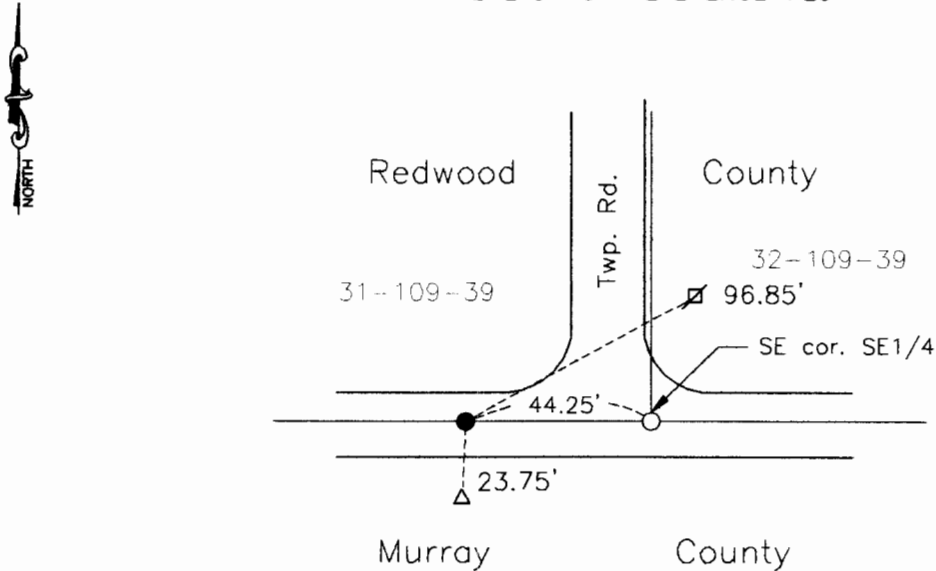 NORTH
Redwood County
Twp. Rd.
32-109-39
31-109-39
96.85'
SE cor. SE1/4
44.25'
23.75'
Murray County